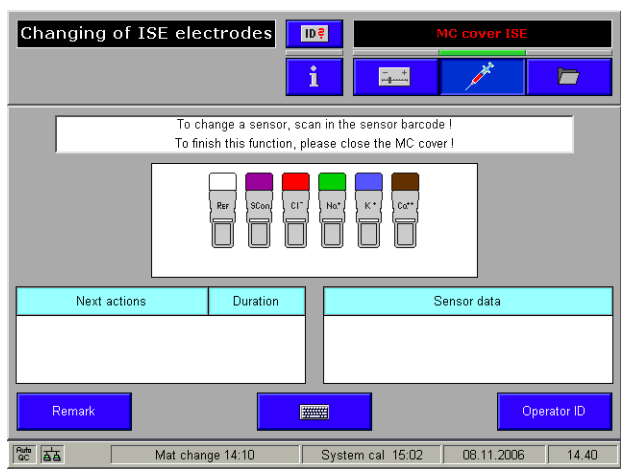 Changing of ISE electrodes
ID?
MC cover ISE
i
- +
To change a sensor, scan in the sensor barcode !
To finish this function, please close the MC cover !
REF SCon Cl⁻ Na⁺ K⁺ Ca⁺⁺
Next actions Duration Sensor data
Remark Operator ID
Auto
QC Mat change 14:10 System cal 15:02 08.11.2006 14.40